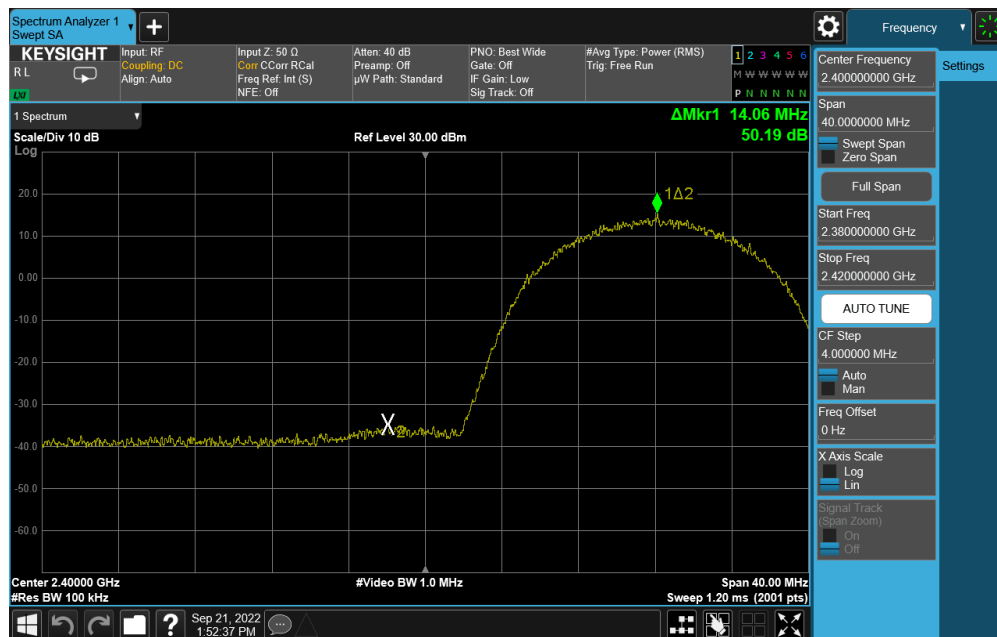 Spectrum Analyzer 1
Swept SA
Frequency
KEYSIGHT
R L
LXI
Input: RF
Coupling: DC
Align: Auto
Input Z: 50 Ω
Corr CCorr RCal
Freq Ref: Int (S)
NFE: Off
Atten: 40 dB
Preamp: Off
µW Path: Standard
PNO: Best Wide
Gate: Off
IF Gain: Low
Sig Track: Off
#Avg Type: Power (RMS)
Trig: Free Run
1 2 3 4 5 6
M W W W W W
P N N N N N
Settings
1 Spectrum
Scale/Div 10 dB
Log
Ref Level 30.00 dBm
ΔMkr1 14.06 MHz
50.19 dB
1Δ2
20.0
10.0
0.00
-10.0
-20.0
-30.0
-40.0
-50.0
-60.0
X2
Center 2.40000 GHz
#Res BW 100 kHz
#Video BW 1.0 MHz
Span 40.00 MHz
Sweep 1.20 ms (2001 pts)
Center Frequency
2.400000000 GHz
Span
40.0000000 MHz
Swept Span
Zero Span
Full Span
Start Freq
2.380000000 GHz
Stop Freq
2.420000000 GHz
AUTO TUNE
CF Step
4.000000 MHz
Auto
Man
Freq Offset
0 Hz
X Axis Scale
Log
Lin
Signal Track
(Span Zoom)
On
Off
?
Sep 21, 2022
1:52:37 PM